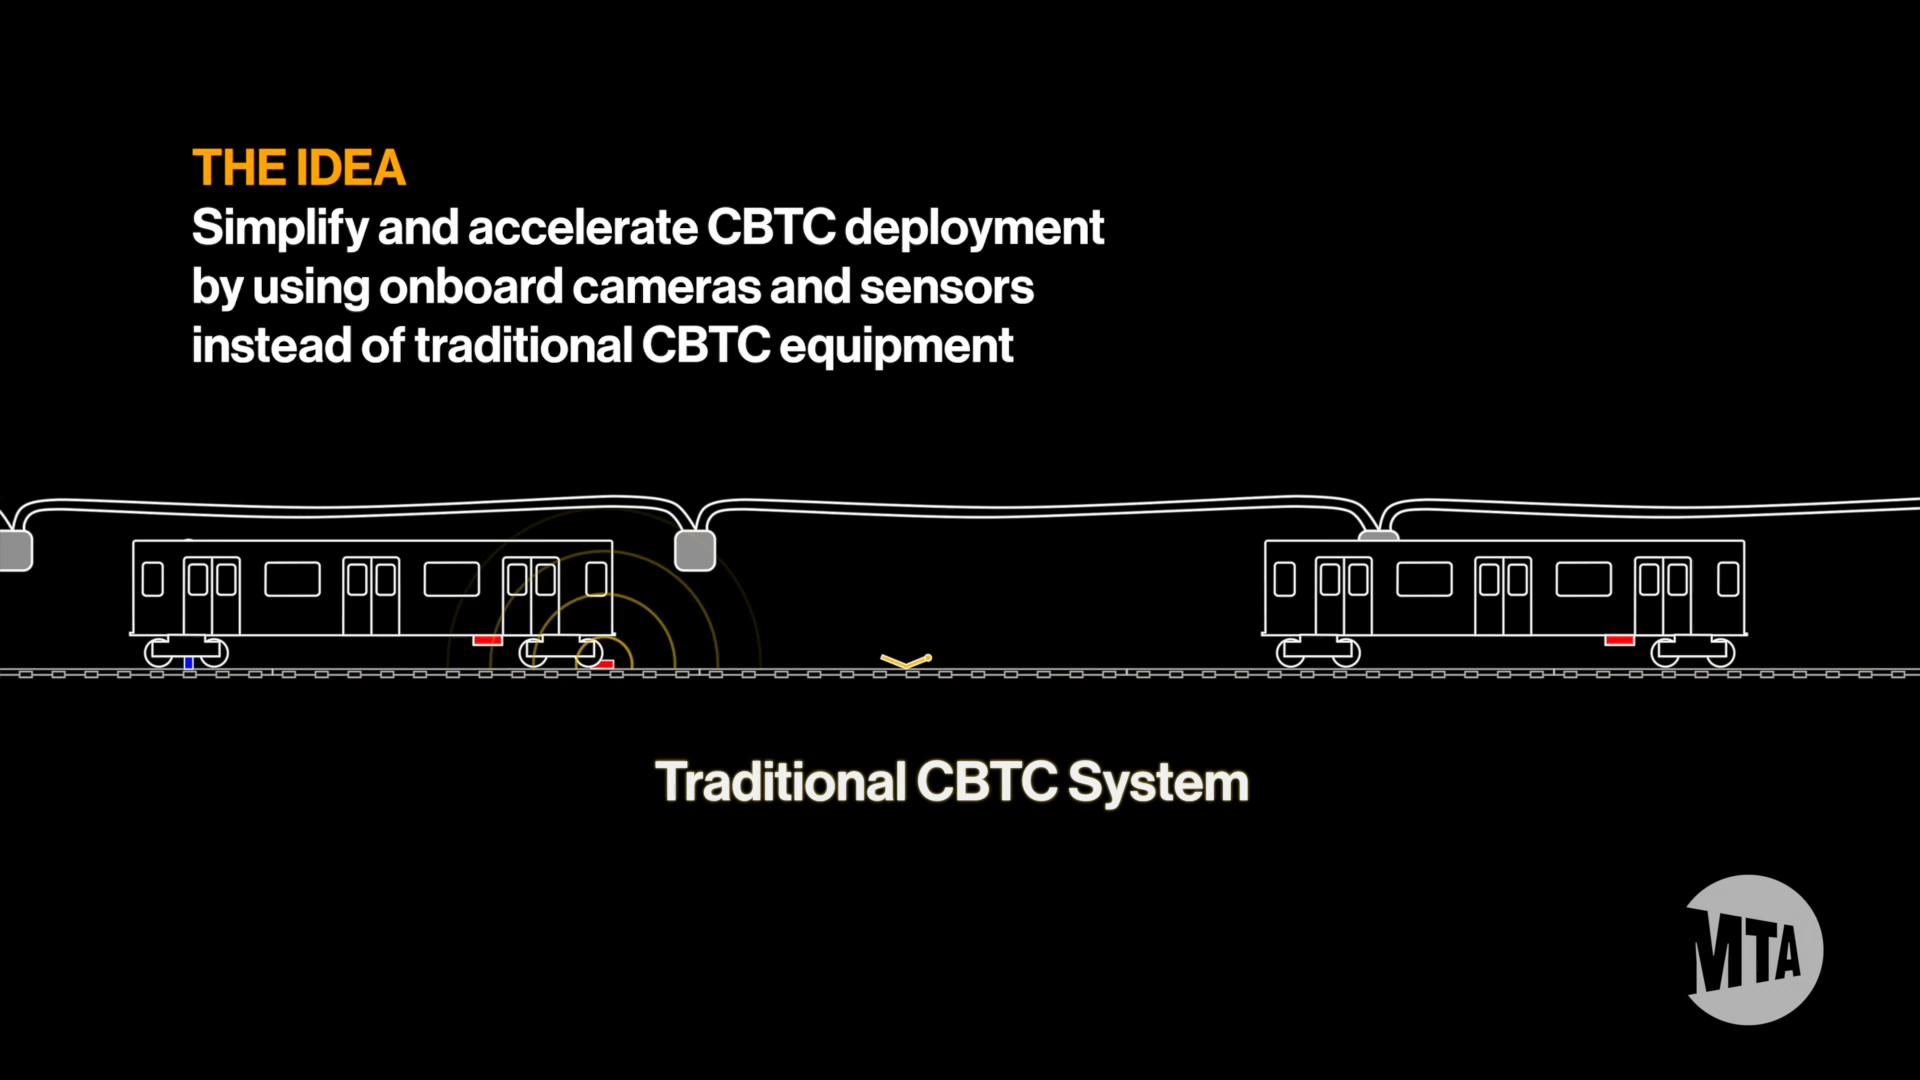 THE IDEA
Simplify and accelerate CBTC deployment
by using onboard cameras and sensors
instead of traditional CBTC equipment
Traditional CBTC System
MTA